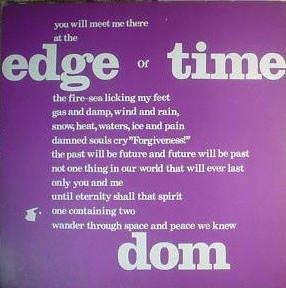 you will meet me there
at the
edge of time
the fire-sea licking my feet
gas and damp, wind and rain,
snow, heat, waters, ice and pain
damned souls cry "Forgiveness!"
the past will be future and future will be past
not one thing in our world that will ever last
only you and me
until eternity shall that spirit
one containing two
wander through space and peace we knew
dom